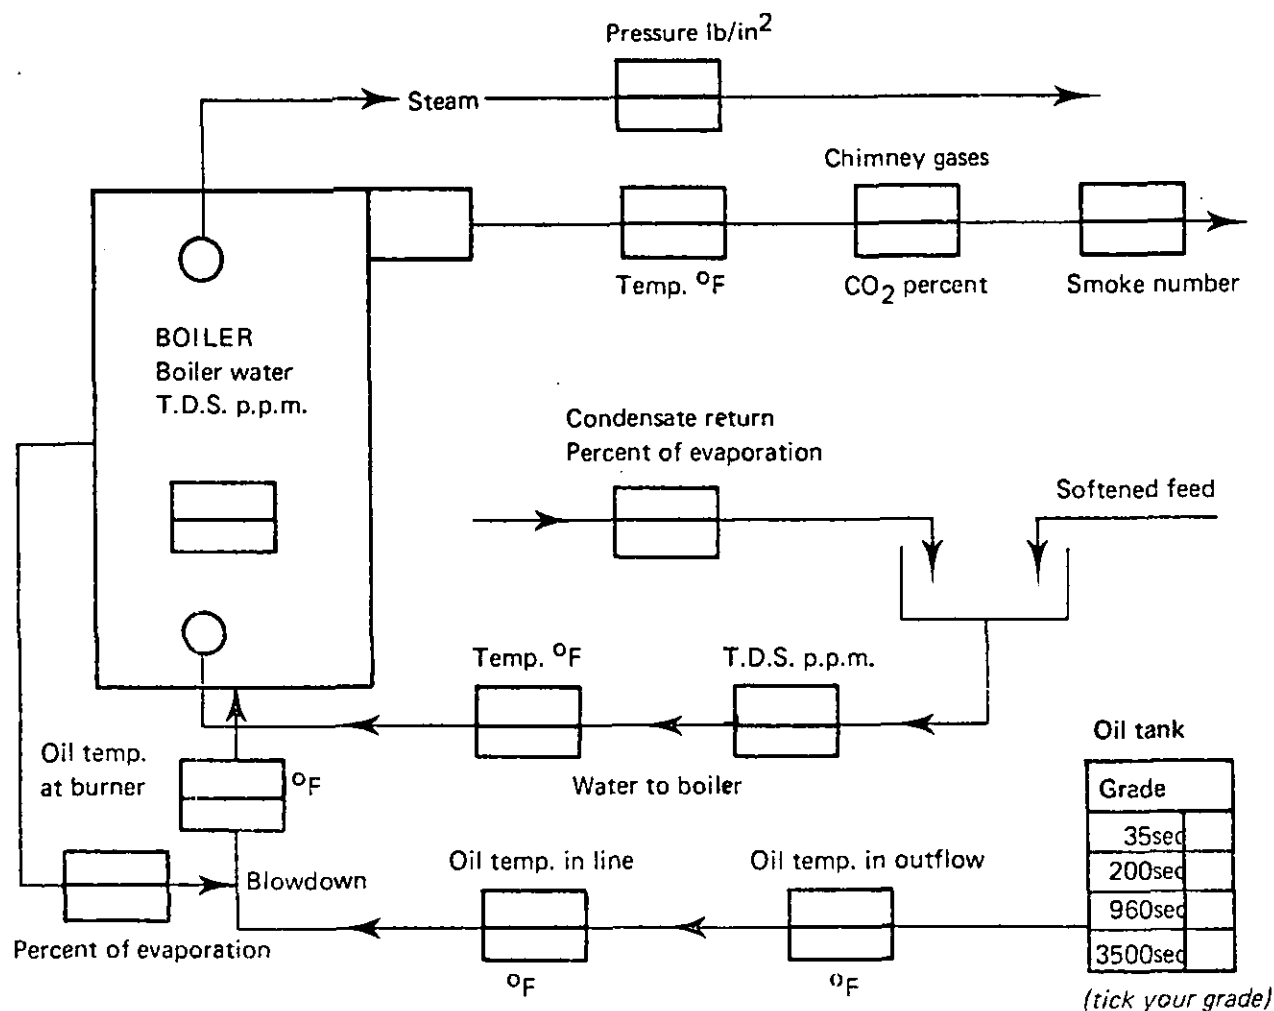 Pressure lb/in²
Steam
Chimney gases
Temp. °F
CO₂ percent
Smoke number
BOILER
Boiler water
T.D.S. p.p.m.
Condensate return
Percent of evaporation
Softened feed
Temp. °F
T.D.S. p.p.m.
Water to boiler
Oil temp.
at burner
°F
Oil tank
Grade
35sec
200sec
960sec
3500sec
(tick your grade)
Oil temp. in line
°F
Oil temp. in outflow
°F
Blowdown
Percent of evaporation